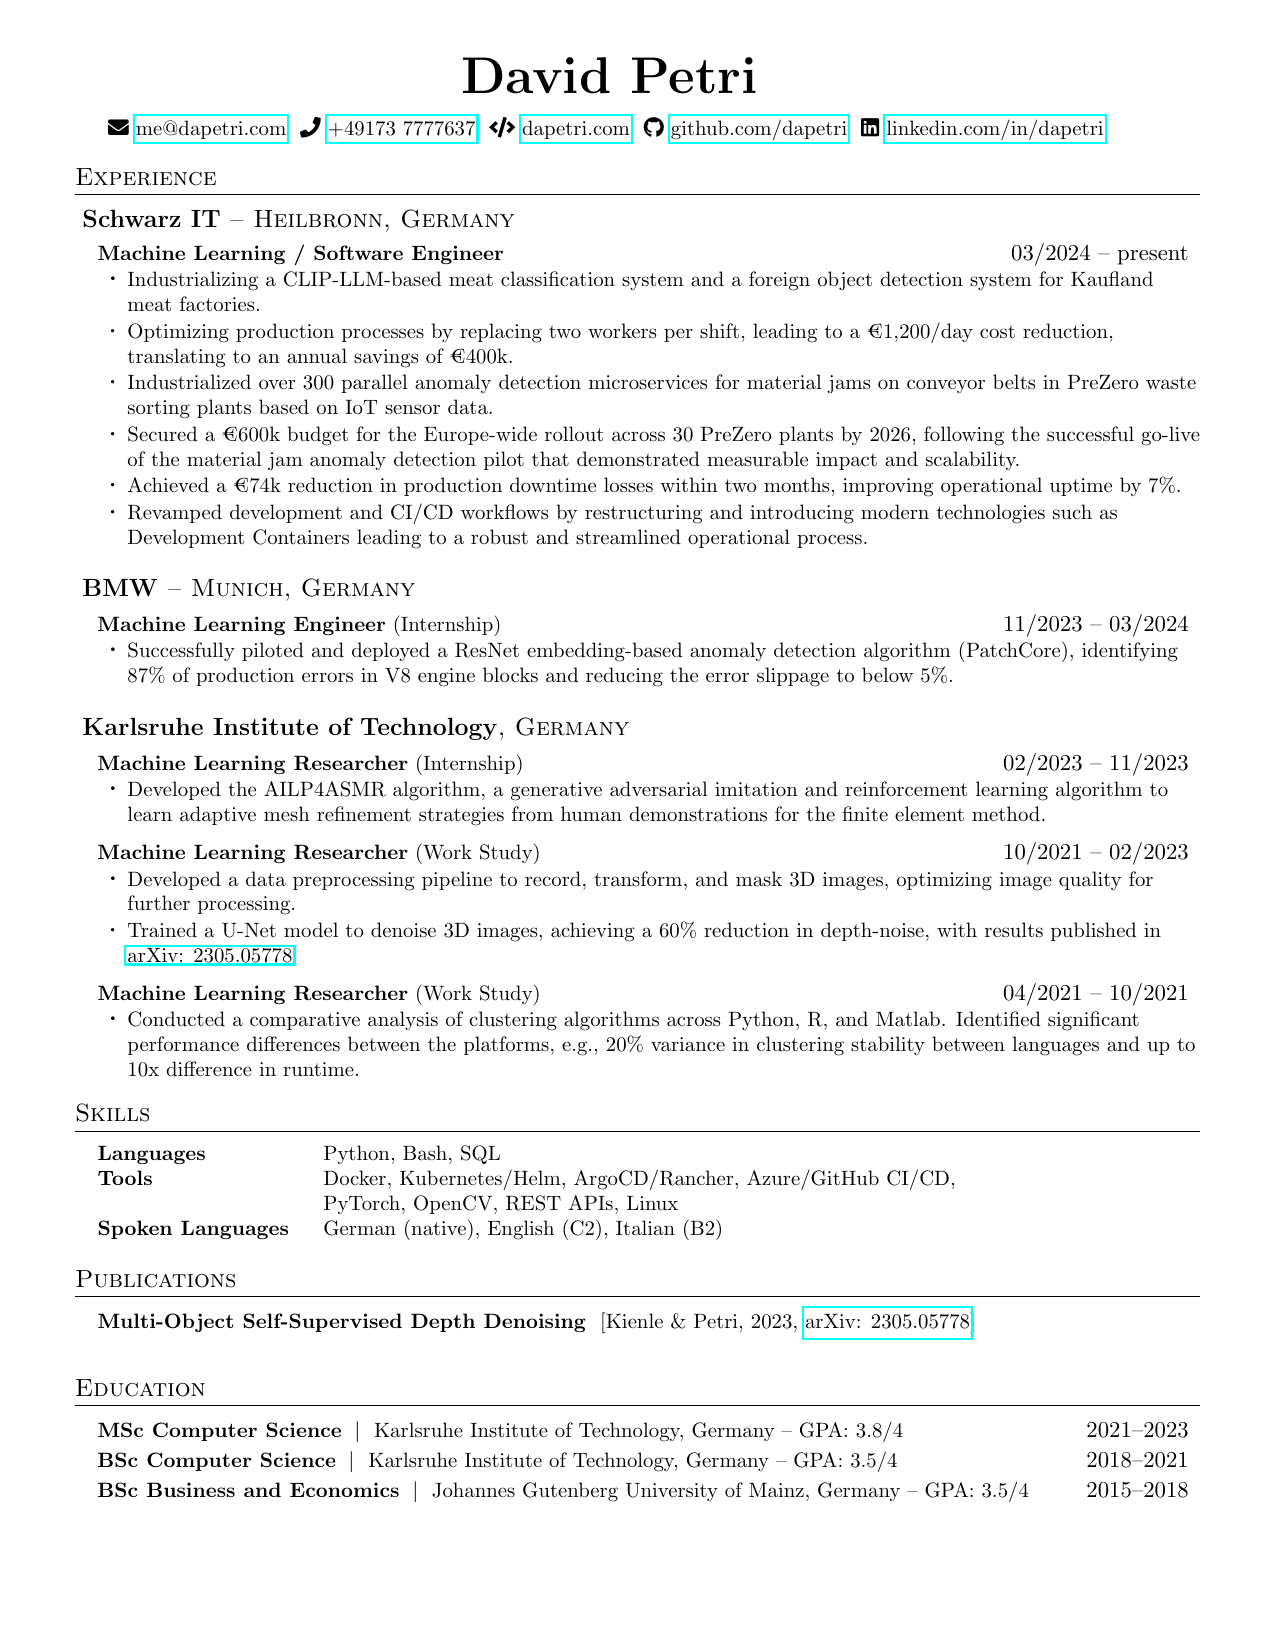 David Petri
me@dapetri.com +49173 7777637 dapetri.com github.com/dapetri linkedin.com/in/dapetri
Experience
Schwarz IT – Heilbronn, Germany
Machine Learning / Software Engineer 03/2024 – present
• Industrializing a CLIP-LLM-based meat classification system and a foreign object detection system for Kaufland
meat factories.
• Optimizing production processes by replacing two workers per shift, leading to a €1,200/day cost reduction,
translating to an annual savings of €400k.
• Industrialized over 300 parallel anomaly detection microservices for material jams on conveyor belts in PreZero waste
sorting plants based on IoT sensor data.
• Secured a €600k budget for the Europe-wide rollout across 30 PreZero plants by 2026, following the successful go-live
of the material jam anomaly detection pilot that demonstrated measurable impact and scalability.
• Achieved a €74k reduction in production downtime losses within two months, improving operational uptime by 7%.
• Revamped development and CI/CD workflows by restructuring and introducing modern technologies such as
Development Containers leading to a robust and streamlined operational process.
BMW – Munich, Germany
Machine Learning Engineer (Internship) 11/2023 – 03/2024
• Successfully piloted and deployed a ResNet embedding-based anomaly detection algorithm (PatchCore), identifying
87% of production errors in V8 engine blocks and reducing the error slippage to below 5%.
Karlsruhe Institute of Technology, Germany
Machine Learning Researcher (Internship) 02/2023 – 11/2023
• Developed the AILP4ASMR algorithm, a generative adversarial imitation and reinforcement learning algorithm to
learn adaptive mesh refinement strategies from human demonstrations for the finite element method.
Machine Learning Researcher (Work Study) 10/2021 – 02/2023
• Developed a data preprocessing pipeline to record, transform, and mask 3D images, optimizing image quality for
further processing.
• Trained a U-Net model to denoise 3D images, achieving a 60% reduction in depth-noise, with results published in
arXiv: 2305.05778
Machine Learning Researcher (Work Study) 04/2021 – 10/2021
• Conducted a comparative analysis of clustering algorithms across Python, R, and Matlab. Identified significant
performance differences between the platforms, e.g., 20% variance in clustering stability between languages and up to
10x difference in runtime.
Skills
Languages Python, Bash, SQL
Tools Docker, Kubernetes/Helm, ArgoCD/Rancher, Azure/GitHub CI/CD,
PyTorch, OpenCV, REST APIs, Linux
Spoken Languages German (native), English (C2), Italian (B2)
Publications
Multi-Object Self-Supervised Depth Denoising [Kienle & Petri, 2023, arXiv: 2305.05778]
Education
MSc Computer Science | Karlsruhe Institute of Technology, Germany – GPA: 3.8/4 2021–2023
BSc Computer Science | Karlsruhe Institute of Technology, Germany – GPA: 3.5/4 2018–2021
BSc Business and Economics | Johannes Gutenberg University of Mainz, Germany – GPA: 3.5/4 2015–2018